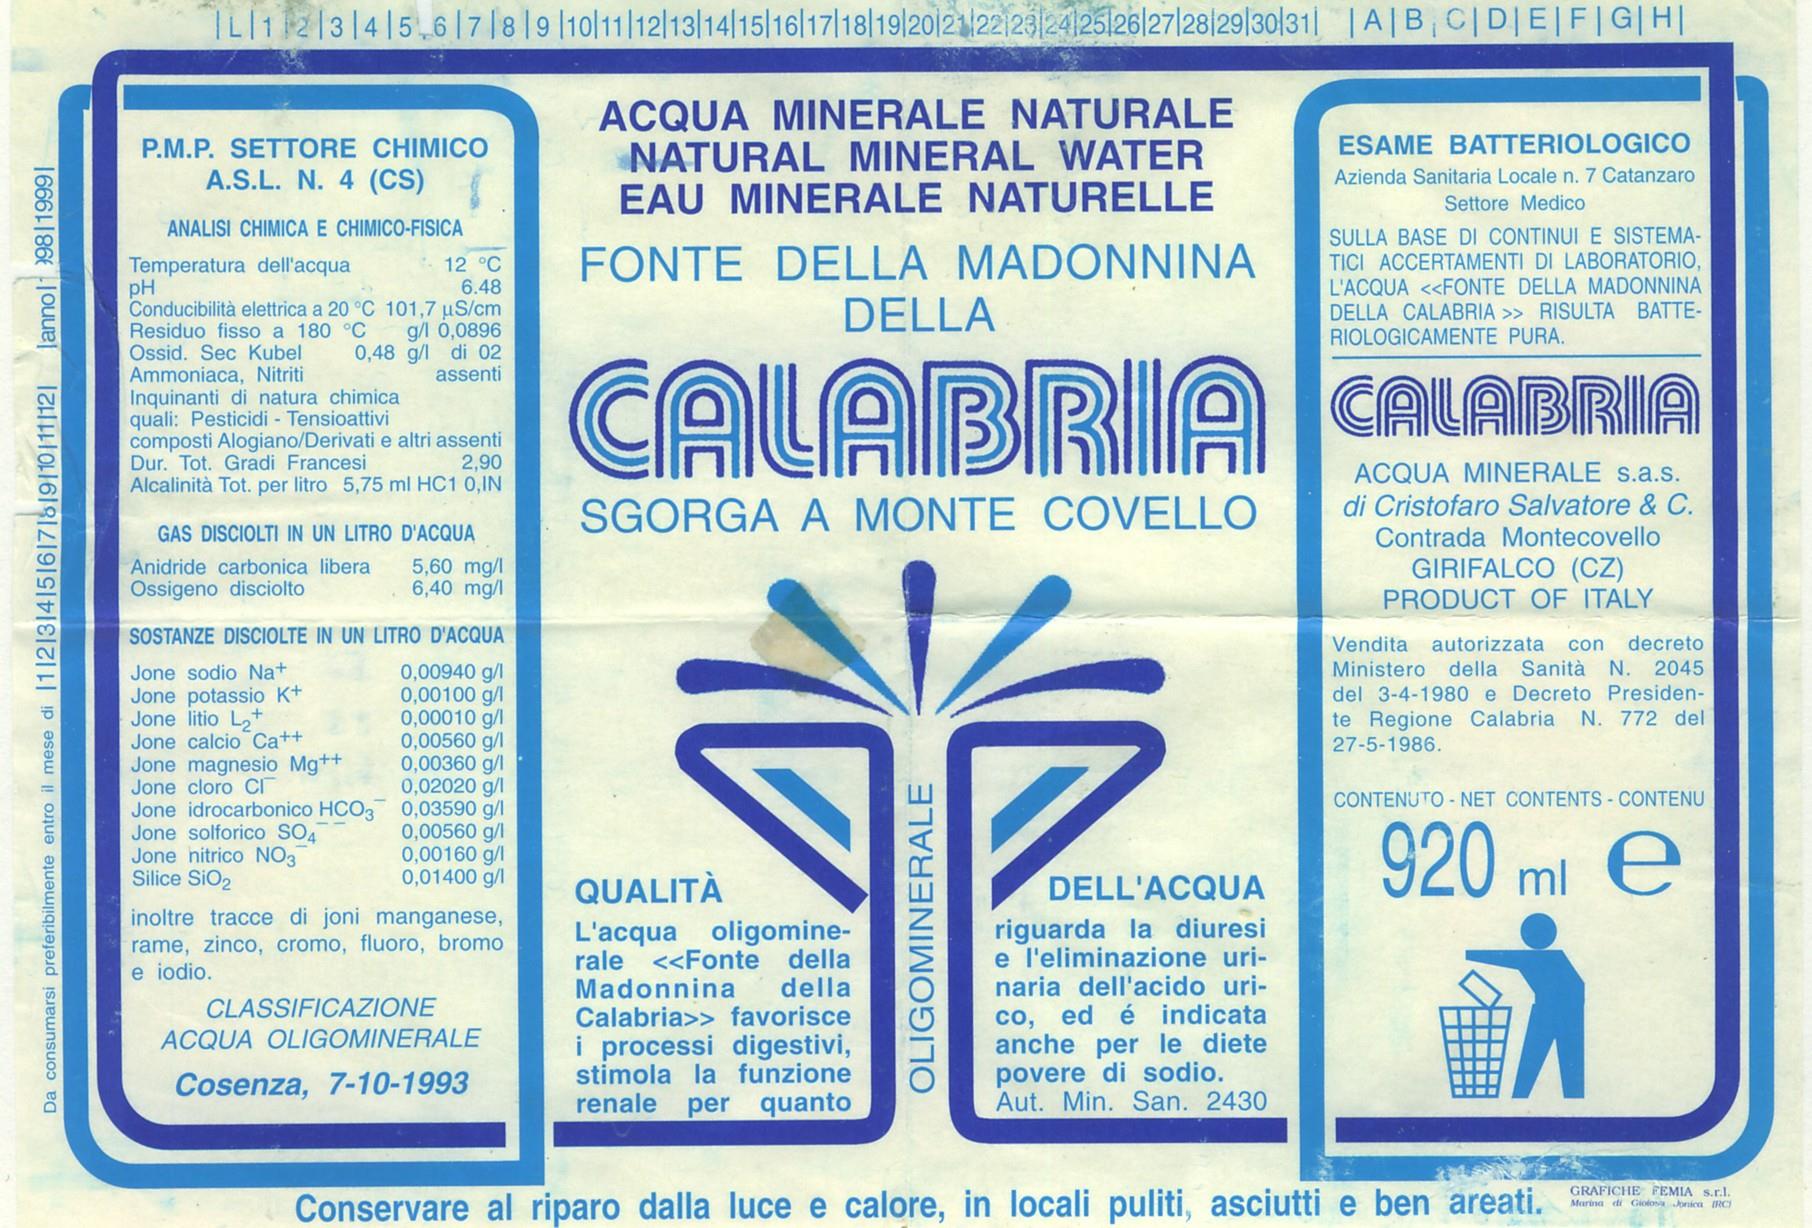 |L|1|2|3|4|5|6|7|8|9|10|11|12|13|14|15|16|17|18|19|20|21|22|23|24|25|26|27|28|29|30|31| |A|B|C|D|E|F|G|H|
Da consumarsi preferibilmente entro il mese di |1|2|3|4|5|6|7|8|9|10|11|12| |anno| 998|1999|
P.M.P. SETTORE CHIMICO
A.S.L. N. 4 (CS)
ANALISI CHIMICA E CHIMICO-FISICA
Temperatura dell'acqua 12 °C
pH 6.48
Conducibilità elettrica a 20 °C 101,7 µS/cm
Residuo fisso a 180 °C g/l 0,0896
Ossid. Sec Kubel 0,48 g/l di 02
Ammoniaca, Nitriti assenti
Inquinanti di natura chimica
quali: Pesticidi - Tensioattivi
composti Alogiano/Derivati e altri assenti
Dur. Tot. Gradi Francesi 2,90
Alcalinità Tot. per litro 5,75 ml HC1 0,IN
GAS DISCIOLTI IN UN LITRO D'ACQUA
Anidride carbonica libera 5,60 mg/l
Ossigeno disciolto 6,40 mg/l
SOSTANZE DISCIOLTE IN UN LITRO D'ACQUA
Jone sodio Na+ 0,00940 g/l
Jone potassio K+ 0,00100 g/l
Jone litio L2+ 0,00010 g/l
Jone calcio Ca++ 0,00560 g/l
Jone magnesio Mg++ 0,00360 g/l
Jone cloro Cl– 0,02020 g/l
Jone idrocarbonico HCO3– 0,03590 g/l
Jone solforico SO4– – 0,00560 g/l
Jone nitrico NO3– 0,00160 g/l
Silice SiO2 0,01400 g/l
inoltre tracce di joni manganese,
rame, zinco, cromo, fluoro, bromo
e iodio.
CLASSIFICAZIONE
ACQUA OLIGOMINERALE
Cosenza, 7-10-1993
ACQUA MINERALE NATURALE
NATURAL MINERAL WATER
EAU MINERALE NATURELLE
FONTE DELLA MADONNINA
DELLA
CALABRIA
SGORGA A MONTE COVELLO
QUALITÀ
L'acqua oligomine-
rale <<Fonte della
Madonnina della
Calabria>> favorisce
i processi digestivi,
stimola la funzione
renale per quanto
OLIGOMINERALE
DELL'ACQUA
riguarda la diuresi
e l'eliminazione uri-
naria dell'acido uri-
co, ed é indicata
anche per le diete
povere di sodio.
Aut. Min. San. 2430
ESAME BATTERIOLOGICO
Azienda Sanitaria Locale n. 7 Catanzaro
Settore Medico
SULLA BASE DI CONTINUI E SISTEMA-
TICI ACCERTAMENTI DI LABORATORIO,
L'ACQUA <<FONTE DELLA MADONNINA
DELLA CALABRIA >> RISULTA BATTE-
RIOLOGICAMENTE PURA.
CALABRIA
ACQUA MINERALE s.a.s.
di Cristofaro Salvatore & C.
Contrada Montecovello
GIRIFALCO (CZ)
PRODUCT OF ITALY
Vendita autorizzata con decreto
Ministero della Sanità N. 2045
del 3-4-1980 e Decreto Presiden-
te Regione Calabria N. 772 del
27-5-1986.
CONTENUTO - NET CONTENTS - CONTENU
920 ml e
Conservare al riparo dalla luce e calore, in locali puliti, asciutti e ben areati.
GRAFICHE FEMIA s.r.l.
Marina di Gioiosa Jonica (RC)